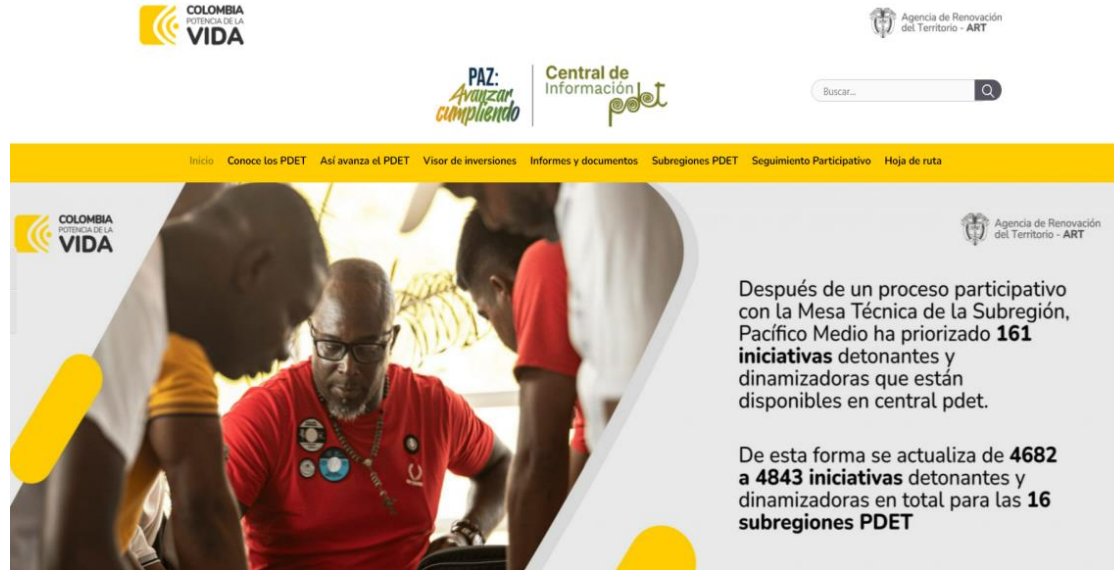 COLOMBIA
POTENCIA DE LA
VIDA
Agencia de Renovación
del Territorio - ART
PAZ:
Avanzar
cumpliendo
Central de
Información
pdet
Buscar...
Inicio Conoce los PDET Así avanza el PDET Visor de inversiones Informes y documentos Subregiones PDET Seguimiento Participativo Hoja de ruta
COLOMBIA
POTENCIA DE LA
VIDA
Agencia de Renovación
del Territorio - ART
Después de un proceso participativo
con la Mesa Técnica de la Subregión,
Pacífico Medio ha priorizado 161
iniciativas detonantes y
dinamizadoras que están
disponibles en central pdet.
De esta forma se actualiza de 4682
a 4843 iniciativas detonantes y
dinamizadoras en total para las 16
subregiones PDET